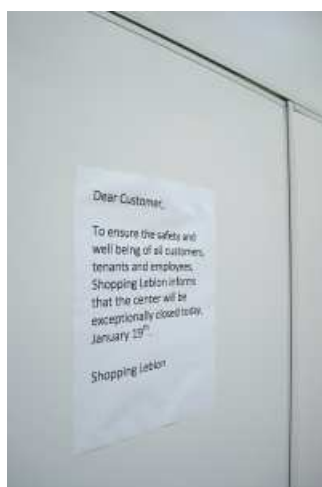 Dear Customer,
To ensure the safety and
well being of all customers,
tenants and employees,
Shopping Leblon informs
that the center will be
exceptionally closed today,
January 19th.
Shopping Leblon